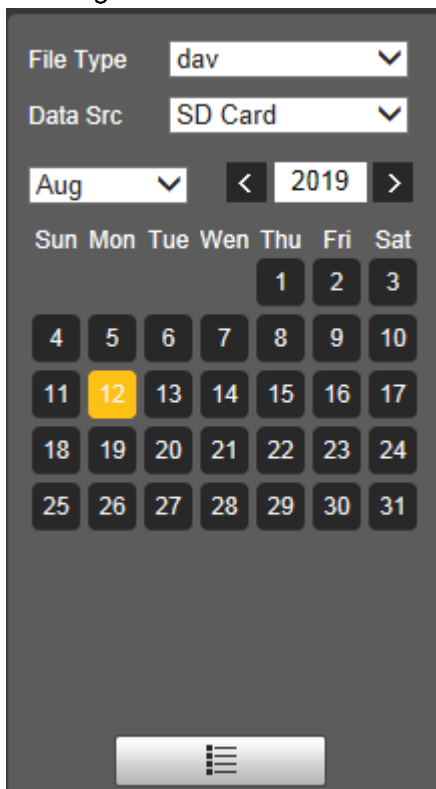 File Type dav
Data Src SD Card
Aug 2019
Sun Mon Tue Wen Thu Fri Sat
1 2 3
4 5 6 7 8 9 10
11 12 13 14 15 16 17
18 19 20 21 22 23 24
25 26 27 28 29 30 31